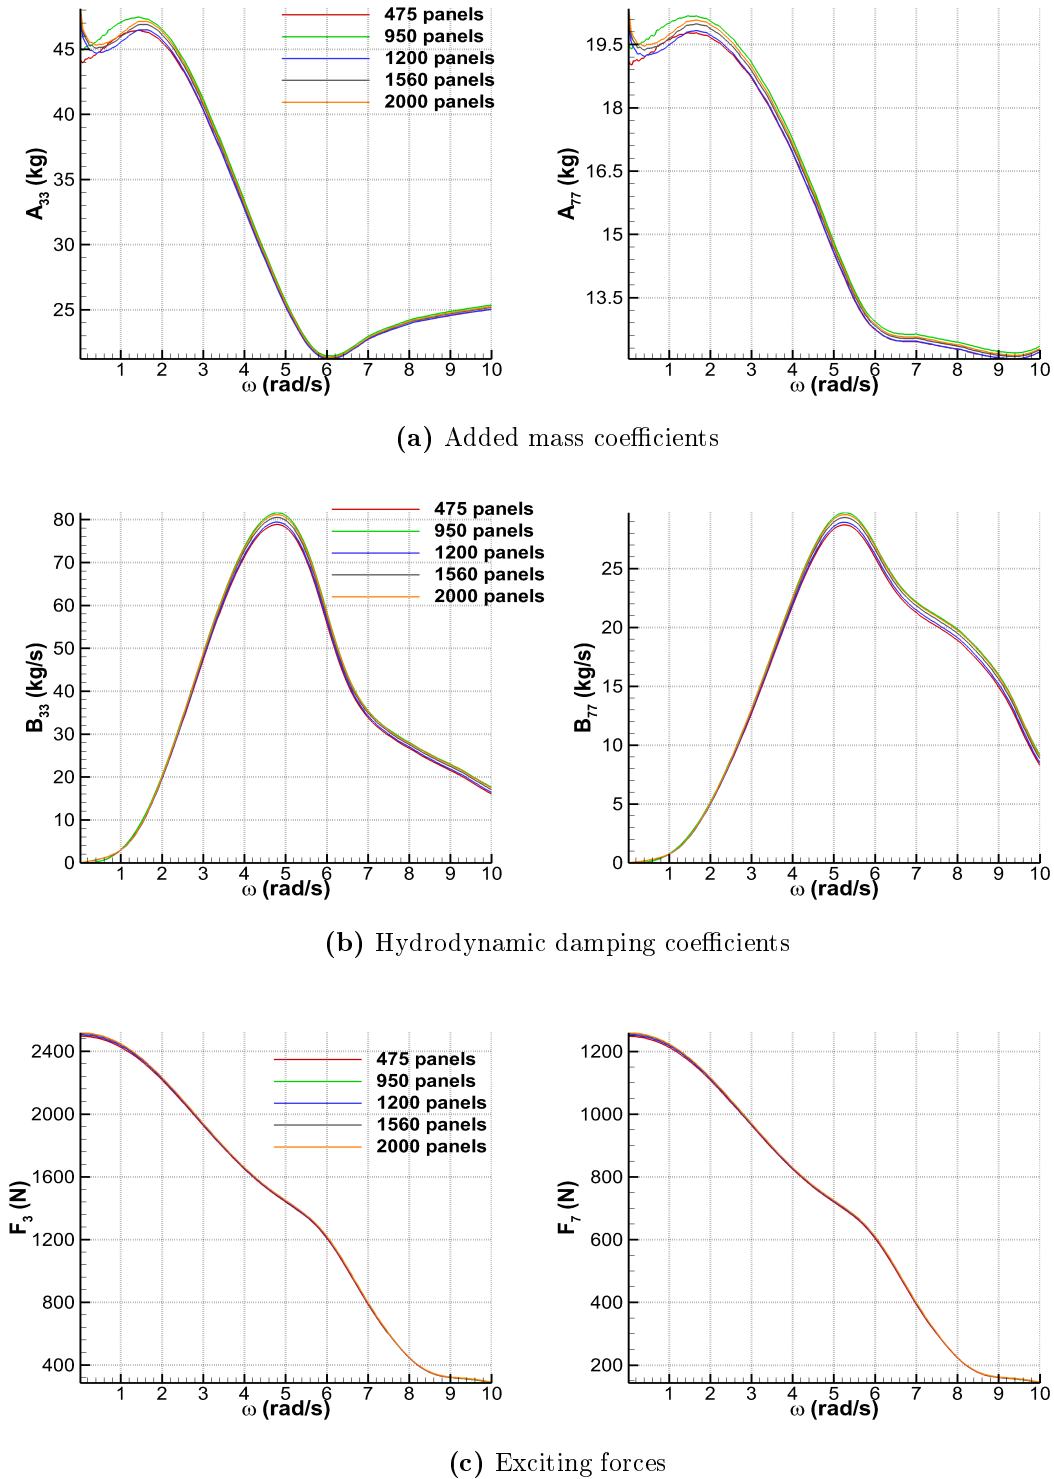 475 panels
950 panels
1200 panels
1560 panels
2000 panels
45
40
35
30
25
A33 (kg)
1 2 3 4 5 6 7 8 9 10
ω (rad/s)
19.5
18
16.5
15
13.5
A77 (kg)
1 2 3 4 5 6 7 8 9 10
ω (rad/s)
(a) Added mass coefficients
475 panels
950 panels
1200 panels
1560 panels
2000 panels
80
70
60
50
40
30
20
10
0
B33 (kg/s)
1 2 3 4 5 6 7 8 9 10
ω (rad/s)
25
20
15
10
5
0
B77 (kg/s)
1 2 3 4 5 6 7 8 9 10
ω (rad/s)
(b) Hydrodynamic damping coefficients
475 panels
950 panels
1200 panels
1560 panels
2000 panels
2400
2000
1600
1200
800
400
F3 (N)
1 2 3 4 5 6 7 8 9 10
ω (rad/s)
1200
1000
800
600
400
200
F7 (N)
1 2 3 4 5 6 7 8 9 10
ω (rad/s)
(c) Exciting forces